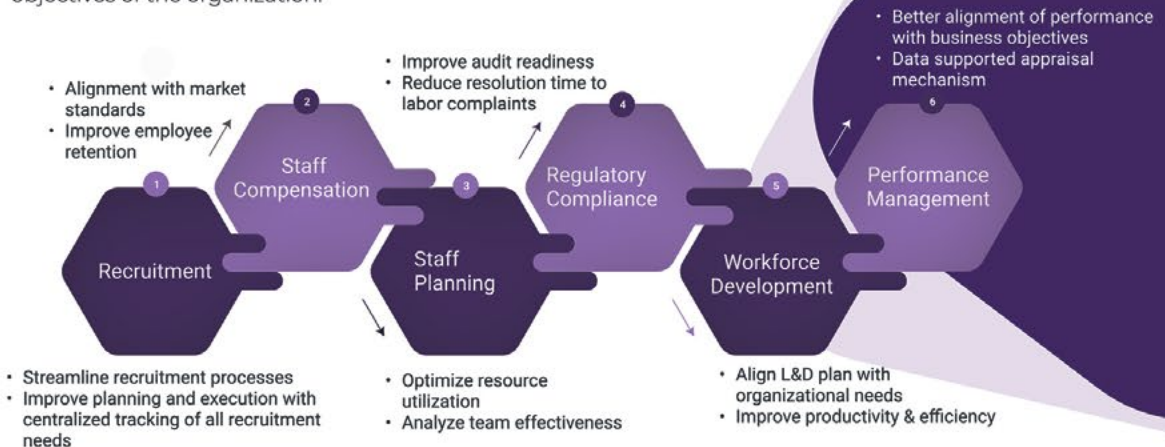 objectives of the organization.
• Better alignment of performance
with business objectives
• Data supported appraisal
mechanism
• Improve audit readiness
• Reduce resolution time to
labor complaints
• Alignment with market
standards
• Improve employee
retention
1
Recruitment
2
Staff
Compensation
3
Staff
Planning
4
Regulatory
Compliance
5
Workforce
Development
6
Performance
Management
• Streamline recruitment processes
• Improve planning and execution with
centralized tracking of all recruitment
needs
• Optimize resource
utilization
• Analyze team effectiveness
• Align L&D plan with
organizational needs
• Improve productivity & efficiency